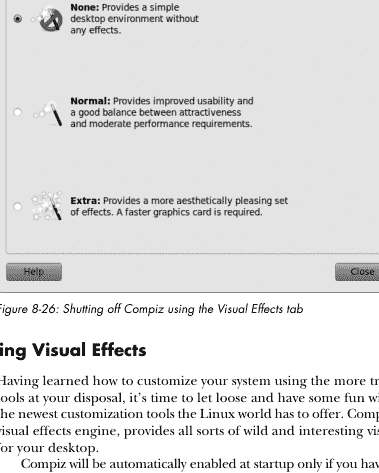 None: Provides a simple
desktop environment without
any effects.
Normal: Provides improved usability and
a good balance between attractiveness
and moderate performance requirements.
Extra: Provides a more aesthetically pleasing set
of effects. A faster graphics card is required.
Help
Close
Figure 8-26: Shutting off Compiz using the Visual Effects tab
ing Visual Effects
Having learned how to customize your system using the more tr
tools at your disposal, it's time to let loose and have some fun wi
the newest customization tools the Linux world has to offer. Comp
visual effects engine, provides all sorts of wild and interesting vis
for your desktop.
Compiz will be automatically enabled at startup only if you hav